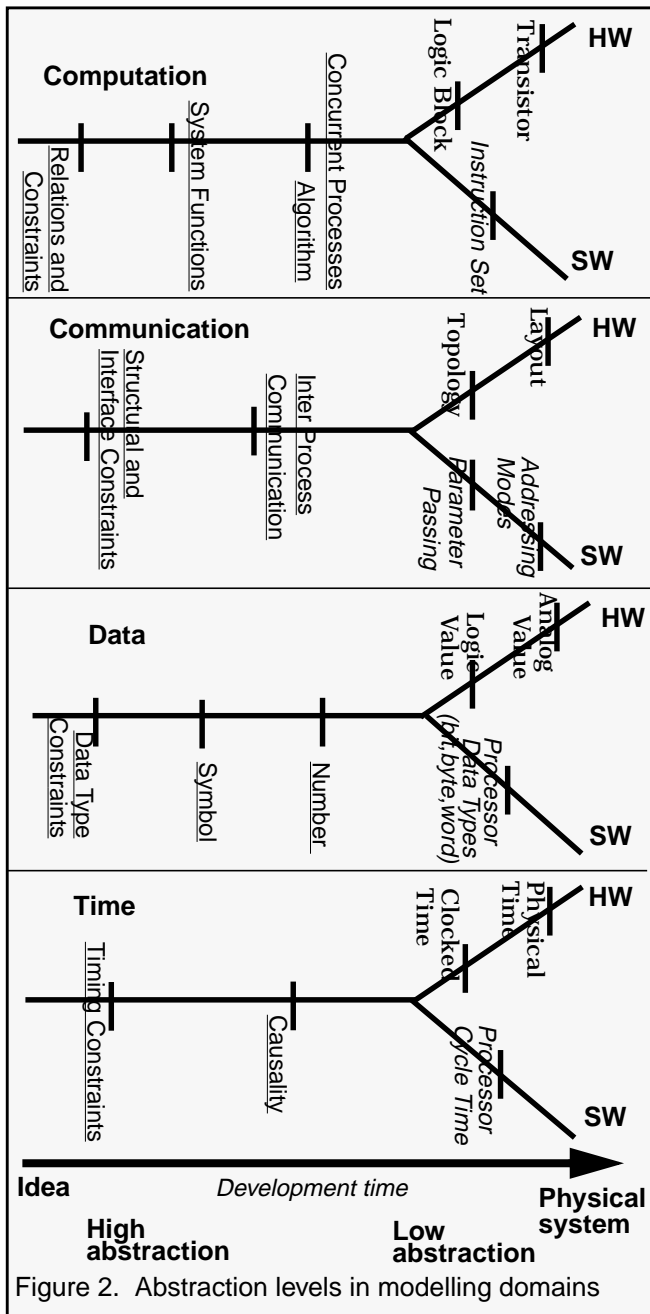 Computation
HW
Transistor
Logic Block
Concurrent Processes
Algorithm
System Functions
Relations and
Constraints
Instruction Set
SW
Communication
HW
Layout
Topology
Structural and
Interface Constraints
Inter Process
Communication
Parameter
Passing
Addressing
Modes
SW
Data
HW
Analog
Value
Logic
Value
Data Type
Constraints
Symbol
Number
Processor
Data Types
(bit,byte,word)
SW
Time
HW
Physical
Time
Clocked
Time
Timing Constraints
Causality
Processor
Cycle Time
SW
Idea
Development time
Physical
system
High
abstraction
Low
abstraction
Figure 2. Abstraction levels in modelling domains